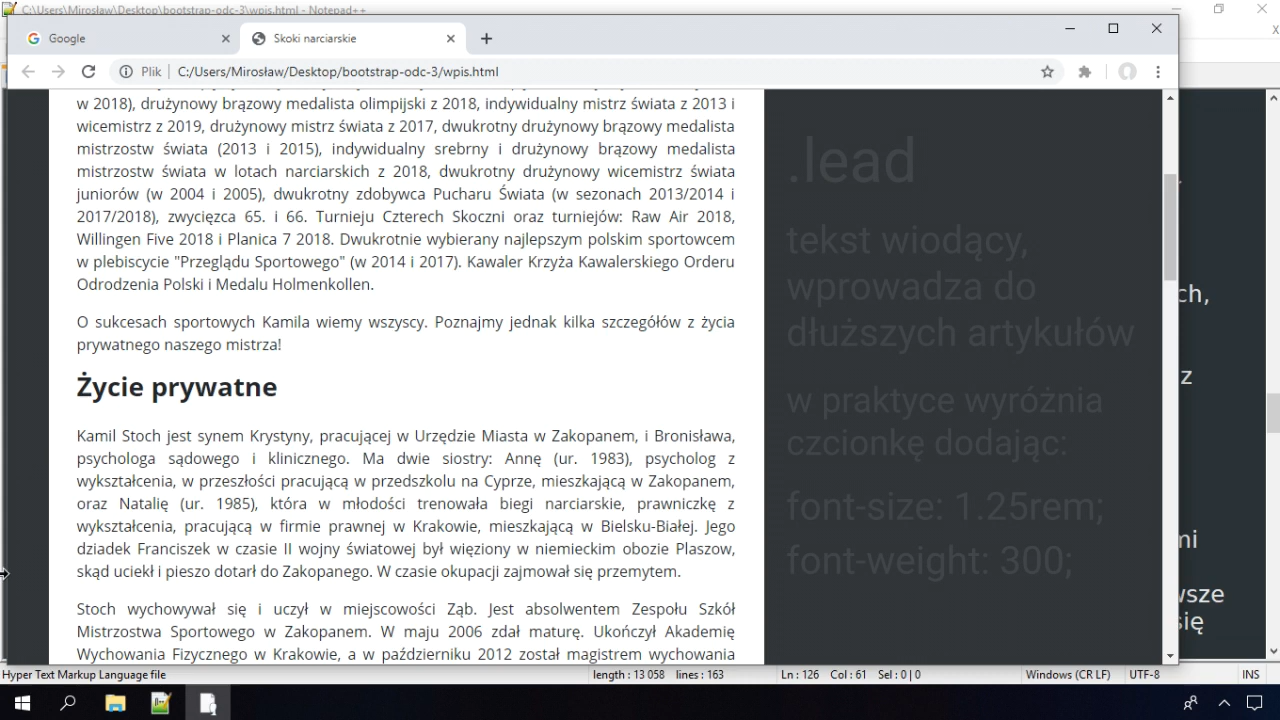 C:\Users\Mirosław\Desktop\bootstrap-odc-3\wpis.html - Notepad++
Google
Skoki narciarskie
Plik
C:/Users/Mirosław/Desktop/bootstrap-odc-3/wpis.html
w 2018), drużynowy brązowy medalista olimpijski z 2018, indywidualny mistrz świata z 2013 i
wicemistrz z 2019, drużynowy mistrz świata z 2017, dwukrotny drużynowy brązowy medalista
mistrzostw świata (2013 i 2015), indywidualny srebrny i drużynowy brązowy medalista
mistrzostw świata w lotach narciarskich z 2018, dwukrotny drużynowy wicemistrz świata
juniorów (w 2004 i 2005), dwukrotny zdobywca Pucharu Świata (w sezonach 2013/2014 i
2017/2018), zwycięzca 65. i 66. Turnieju Czterech Skoczni oraz turniejów: Raw Air 2018,
Willingen Five 2018 i Planica 7 2018. Dwukrotnie wybierany najlepszym polskim sportowcem
w plebiscycie "Przeglądu Sportowego" (w 2014 i 2017). Kawaler Krzyża Kawalerskiego Orderu
Odrodzenia Polski i Medalu Holmenkollen.
O sukcesach sportowych Kamila wiemy wszyscy. Poznajmy jednak kilka szczegółów z życia
prywatnego naszego mistrza!
Życie prywatne
Kamil Stoch jest synem Krystyny, pracującej w Urzędzie Miasta w Zakopanem, i Bronisława,
psychologa sądowego i klinicznego. Ma dwie siostry: Annę (ur. 1983), psycholog z
wykształcenia, w przeszłości pracującą w przedszkolu na Cyprze, mieszkającą w Zakopanem,
oraz Natalię (ur. 1985), która w młodości trenowała biegi narciarskie, prawniczkę z
wykształcenia, pracującą w firmie prawnej w Krakowie, mieszkającą w Bielsku-Białej. Jego
dziadek Franciszek w czasie II wojny światowej był więziony w niemieckim obozie Plaszow,
skąd uciekł i pieszo dotarł do Zakopanego. W czasie okupacji zajmował się przemytem.
Stoch wychowywał się i uczył w miejscowości Ząb. Jest absolwentem Zespołu Szkół
Mistrzostwa Sportowego w Zakopanem. W maju 2006 zdał maturę. Ukończył Akademię
Wychowania Fizycznego w Krakowie, a w październiku 2012 został magistrem wychowania
.lead
tekst wiodący,
wprowadza do
dłuższych artykułów
w praktyce wyróżnia
czcionkę dodając:
font-size: 1.25rem;
font-weight: 300;
ch,
z
ni
wsze
się
Hyper Text Markup Language file
length : 13 058 lines : 163
Ln : 126 Col : 61 Sel : 0 | 0
Windows (CR LF)
UTF-8
INS